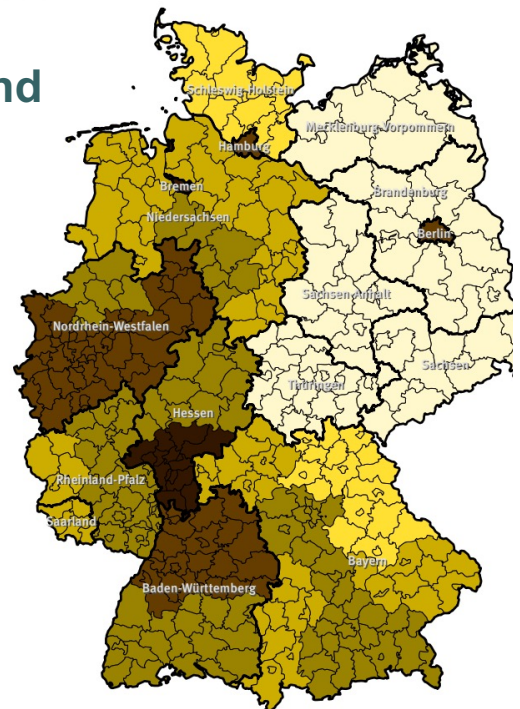 nd
Schleswig-Holstein
Mecklenburg-Vorpommern
Hamburg
Bremen
Brandenburg
Niedersachsen
Berlin
Sachsen-Anhalt
Nordrhein-Westfalen
Sachsen
Thüringen
Hessen
Rheinland-Pfalz
Saarland
Bayern
Baden-Württemberg